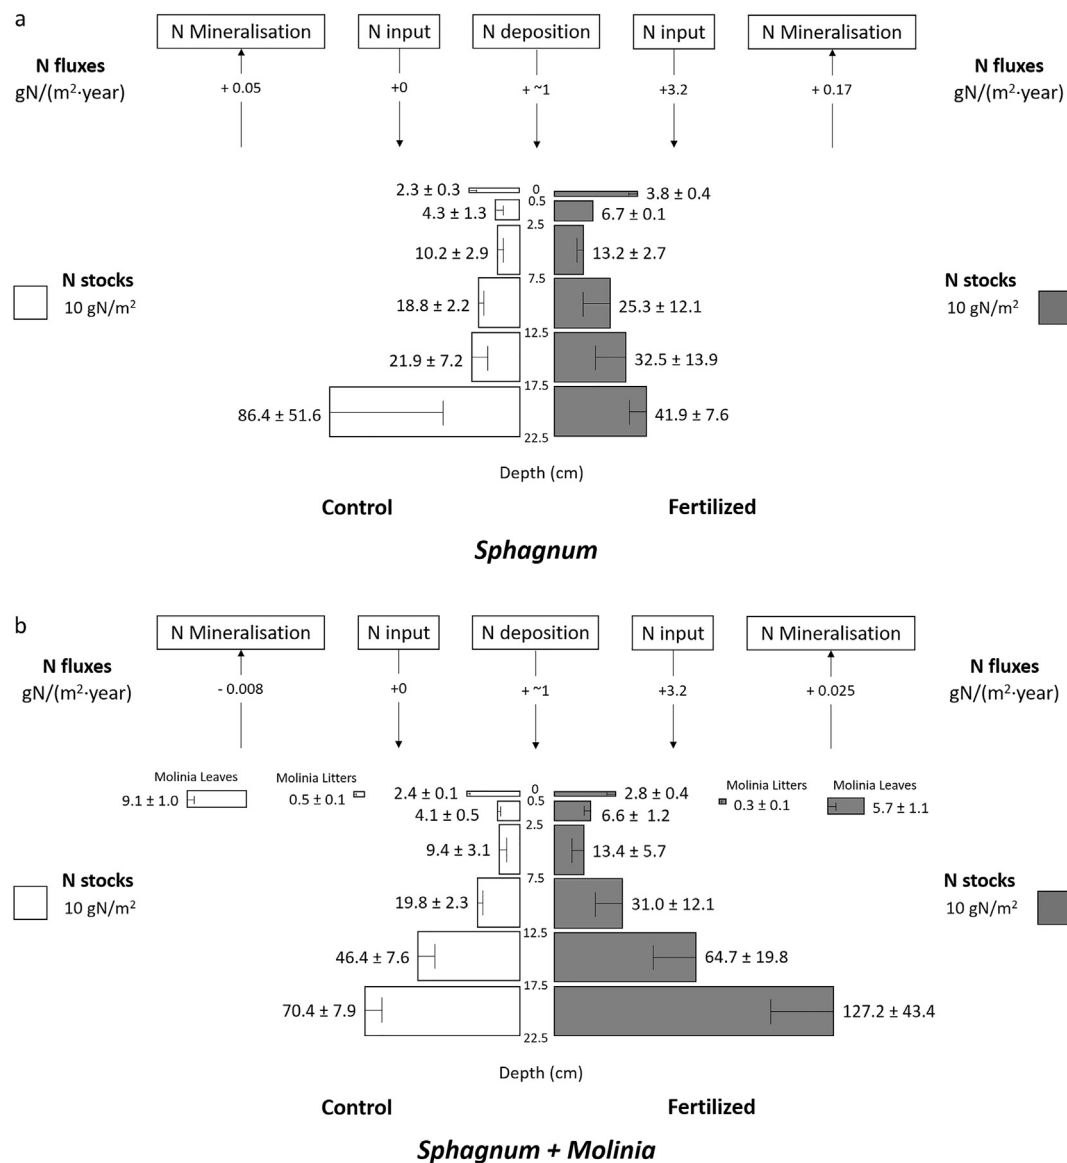 a
N Mineralisation
N input
N deposition
N input
N Mineralisation
N fluxes
gN/(m²·year)
+ 0.05
+0
+ ~1
+3.2
+ 0.17
N fluxes
gN/(m²·year)
2.3 ± 0.3
0
3.8 ± 0.4
0.5
4.3 ± 1.3
6.7 ± 0.1
2.5
10.2 ± 2.9
13.2 ± 2.7
7.5
N stocks
10 gN/m²
18.8 ± 2.2
25.3 ± 12.1
N stocks
10 gN/m²
12.5
21.9 ± 7.2
32.5 ± 13.9
17.5
86.4 ± 51.6
41.9 ± 7.6
22.5
Depth (cm)
Control
Fertilized
Sphagnum
b
N Mineralisation
N input
N deposition
N input
N Mineralisation
N fluxes
gN/(m²·year)
- 0.008
+0
+ ~1
+3.2
+ 0.025
N fluxes
gN/(m²·year)
Molinia Leaves
9.1 ± 1.0
Molinia Litters
0.5 ± 0.1
2.4 ± 0.1
0
2.8 ± 0.4
Molinia Litters
0.3 ± 0.1
Molinia Leaves
5.7 ± 1.1
0.5
4.1 ± 0.5
6.6 ± 1.2
2.5
9.4 ± 3.1
13.4 ± 5.7
7.5
N stocks
10 gN/m²
19.8 ± 2.3
31.0 ± 12.1
N stocks
10 gN/m²
12.5
46.4 ± 7.6
64.7 ± 19.8
17.5
70.4 ± 7.9
127.2 ± 43.4
22.5
Depth (cm)
Control
Fertilized
Sphagnum + Molinia